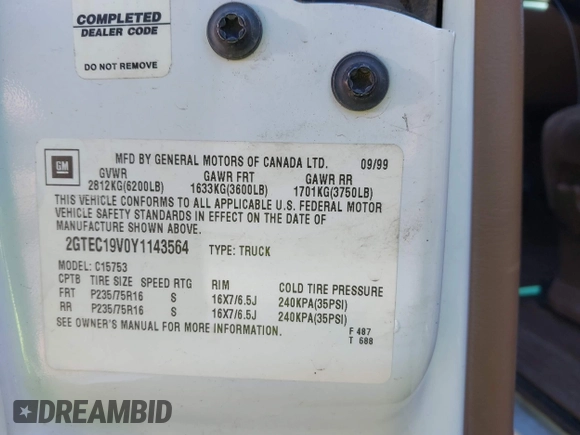 COMPLETED
DEALER CODE
DO NOT REMOVE
GM
MFD BY GENERAL MOTORS OF CANADA LTD. 09/99
GVWR GAWR FRT GAWR RR
2812KG(6200LB) 1633KG(3600LB) 1701KG(3750LB)
THIS VEHICLE CONFORMS TO ALL APPLICABLE U.S. FEDERAL MOTOR
VEHICLE SAFETY STANDARDS IN EFFECT ON THE DATE OF
MANUFACTURE SHOWN ABOVE.
2GTEC19V0Y1143564 TYPE: TRUCK
MODEL: C15753
CPTB TIRE SIZE SPEED RTG RIM COLD TIRE PRESSURE
FRT P235/75R16 S 16X7/6.5J 240KPA(35PSI)
RR P235/75R16 S 16X7/6.5J 240KPA(35PSI)
SEE OWNER'S MANUAL FOR MORE INFORMATION.
F 487
T 688
DREAMBID